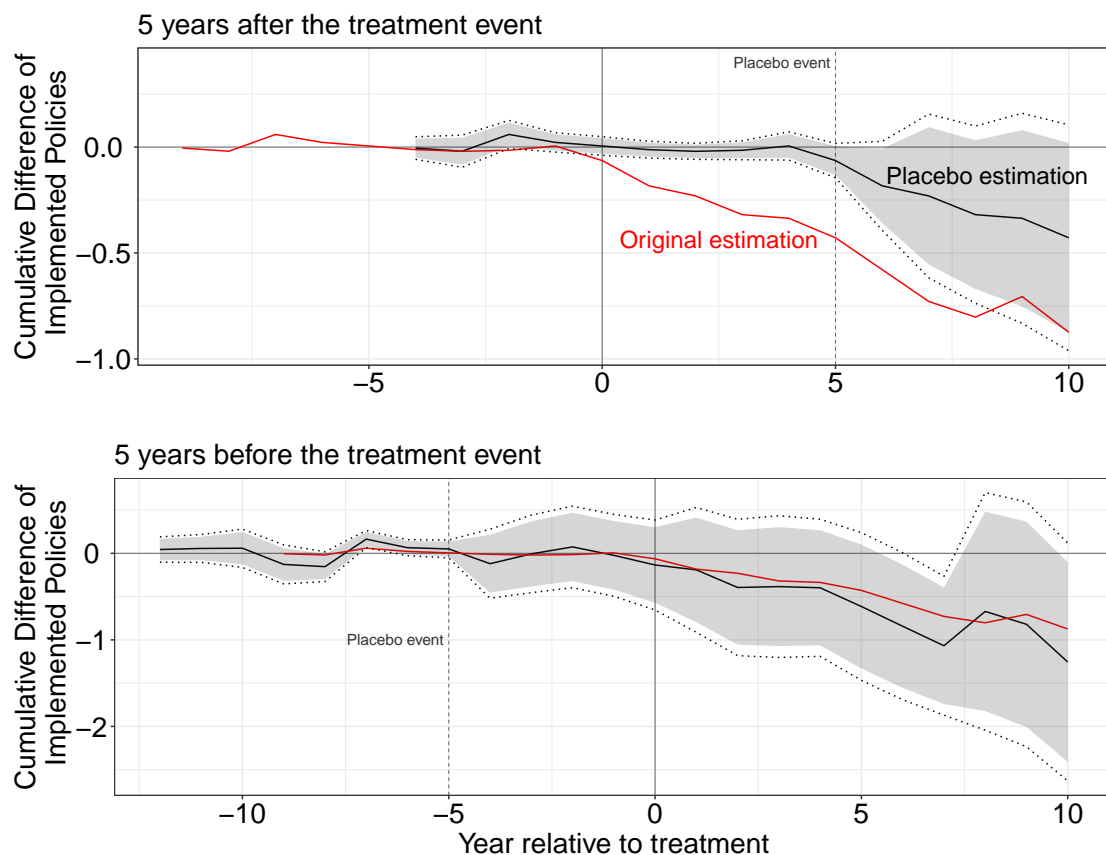 5 years after the treatment event
Cumulative Difference of
Implemented Policies
0.0
−0.5
−1.0
Placebo event
Placebo estimation
Original estimation
−5
0
5
10
5 years before the treatment event
Cumulative Difference of
Implemented Policies
0
−1
−2
Placebo event
−10
−5
0
5
10
Year relative to treatment